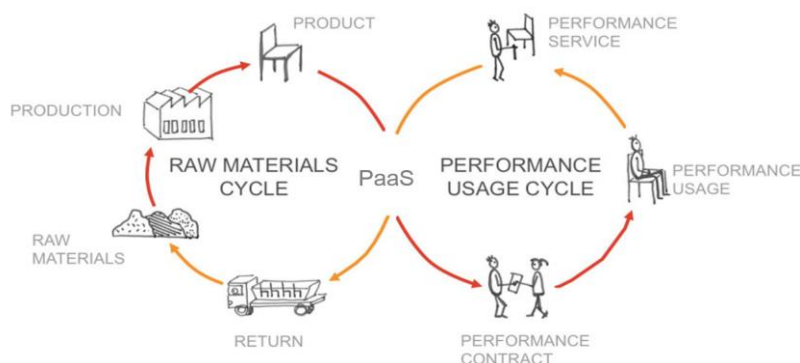 PRODUCT
PERFORMANCE
SERVICE
PRODUCTION
RAW MATERIALS
CYCLE
PaaS
PERFORMANCE
USAGE CYCLE
PERFORMANCE
USAGE
RAW
MATERIALS
RETURN
PERFORMANCE
CONTRACT